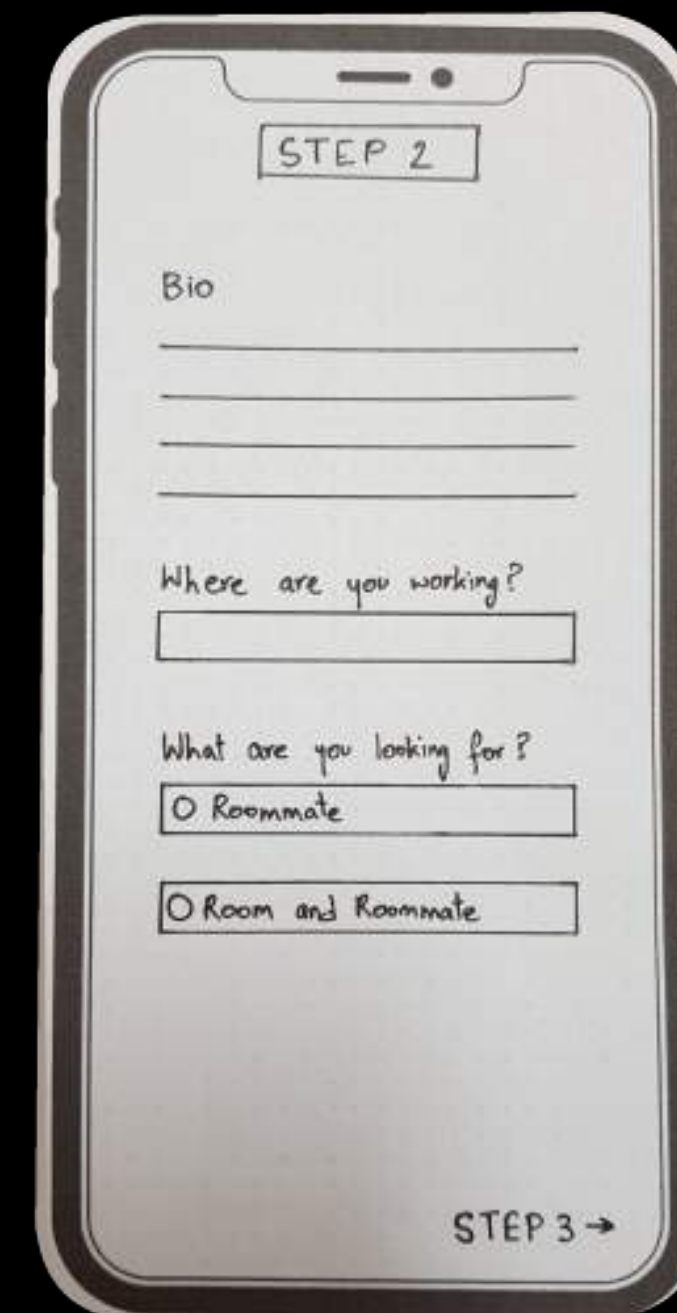 STEP 2
Bio
Where are you working?
What are you looking for?
O Roommate
O Room and Roommate
STEP 3 →